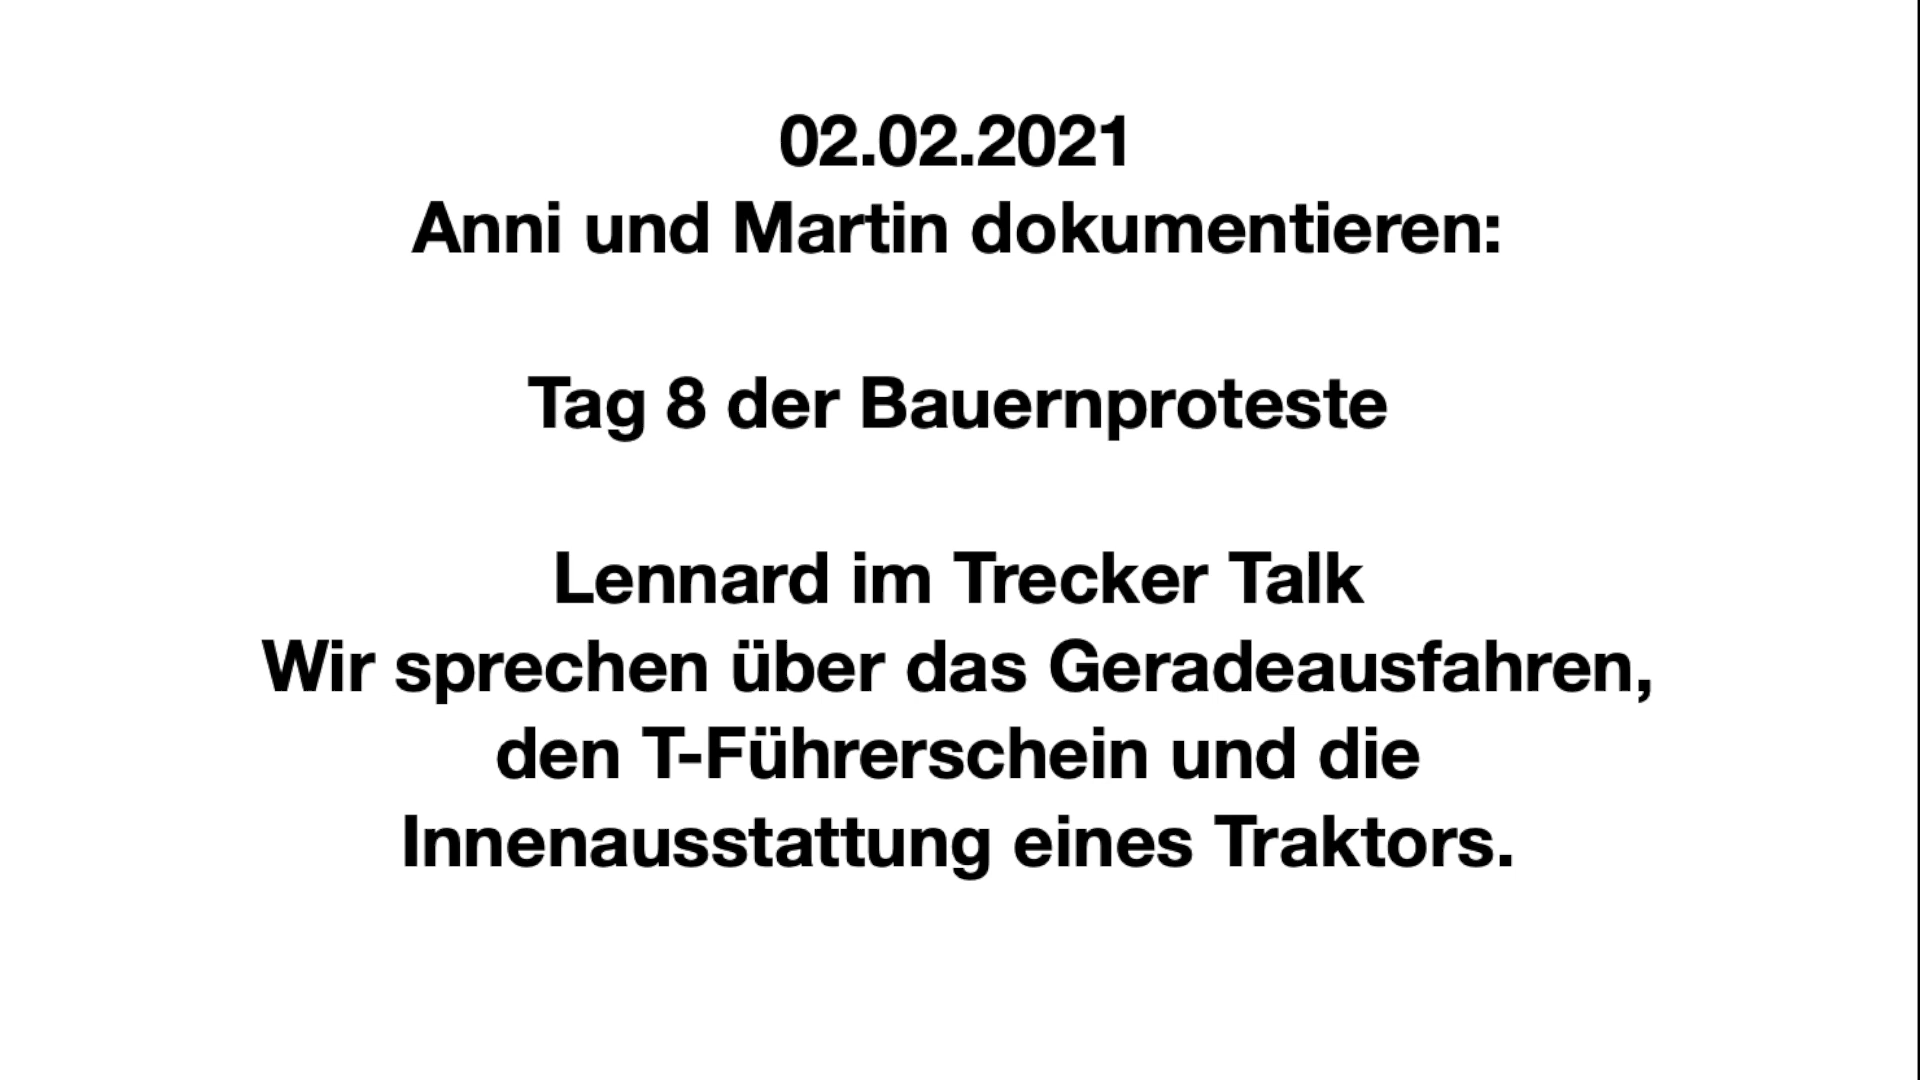 02.02.2021
Anni und Martin dokumentieren:
Tag 8 der Bauernproteste
Lennard im Trecker Talk
Wir sprechen über das Geradeausfahren,
den T-Führerschein und die
Innenausstattung eines Traktors.